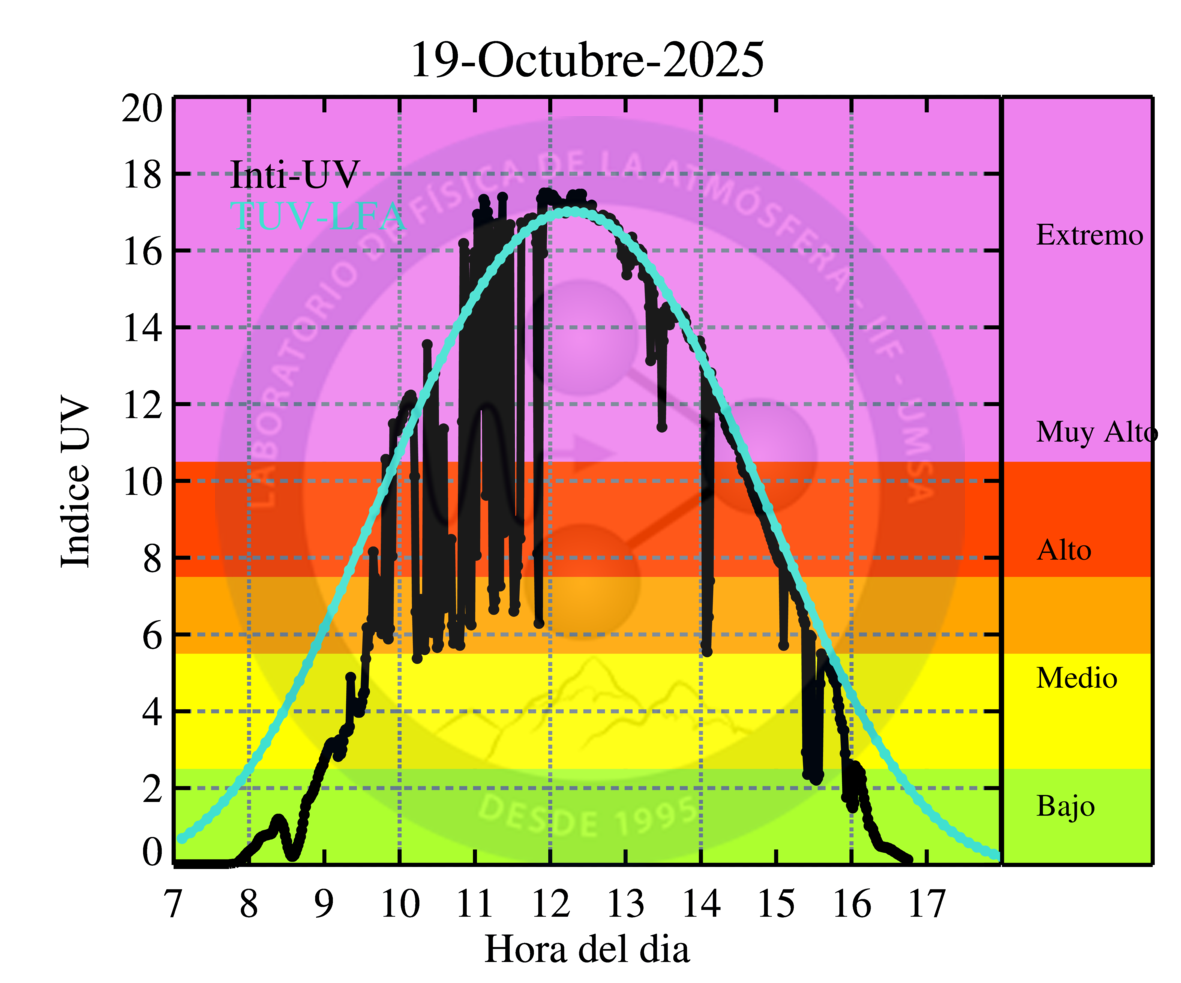 19-Octubre-2025
Inti-UV
TUV-LFA
LABORATORIO DE FÍSICA DE LA ATMÓSFERA - IIF - UMSA
DESDE 1995
Indice UV
20
18
16
14
12
10
8
6
4
2
0
Extremo
Muy Alto
Alto
Medio
Bajo
7 8 9 10 11 12 13 14 15 16 17
Hora del dia